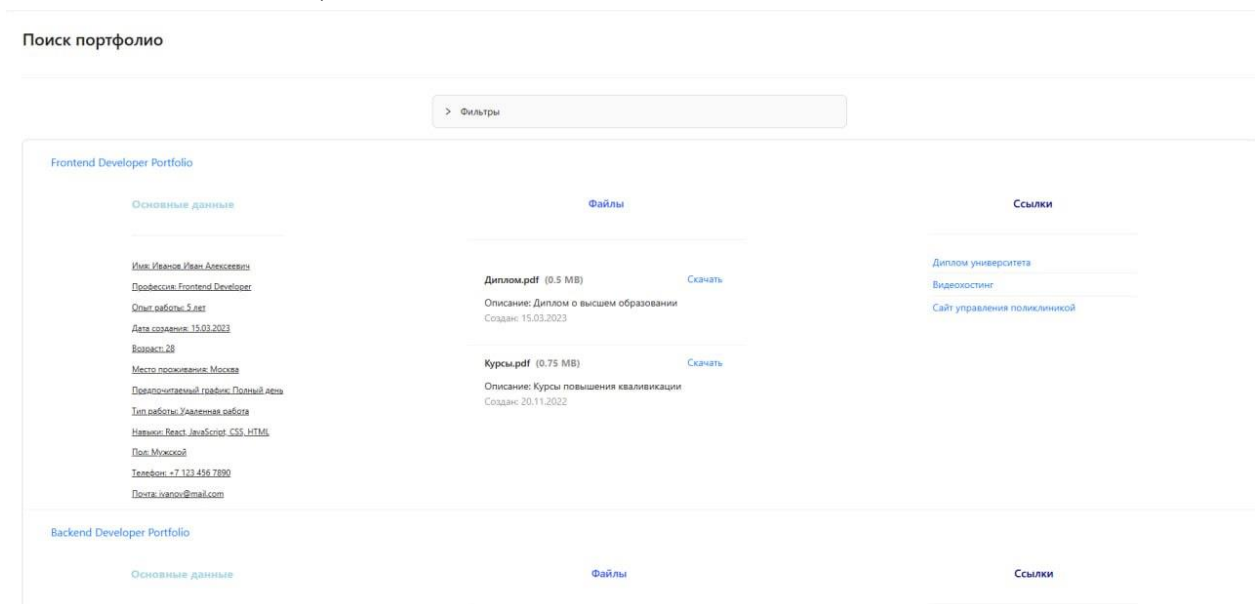 Поиск портфолио
> Фильтры
Frontend Developer Portfolio
Основные данные
Имя: Иванов Иван Алексеевич
Профессия: Frontend Developer
Опыт работы: 5 лет
Дата создания: 15.03.2023
Возраст: 28
Место проживания: Москва
Предпочитаемый график: Полный день
Тип работы: Удаленная работа
Навыки: React, JavaScript, CSS, HTML
Пол: Мужской
Телефон: +7 123 456 7890
Почта: ivanov@mail.com
Файлы
Диплом.pdf (0.5 MB) Скачать
Описание: Диплом о высшем образовании
Создан: 15.03.2023
Курсы.pdf (0.75 MB) Скачать
Описание: Курсы повышения кваливикации
Создан: 20.11.2022
Ссылки
Диплом университета
Видеохостинг
Сайт управления поликлиникой
Backend Developer Portfolio
Основные данные
Файлы
Ссылки